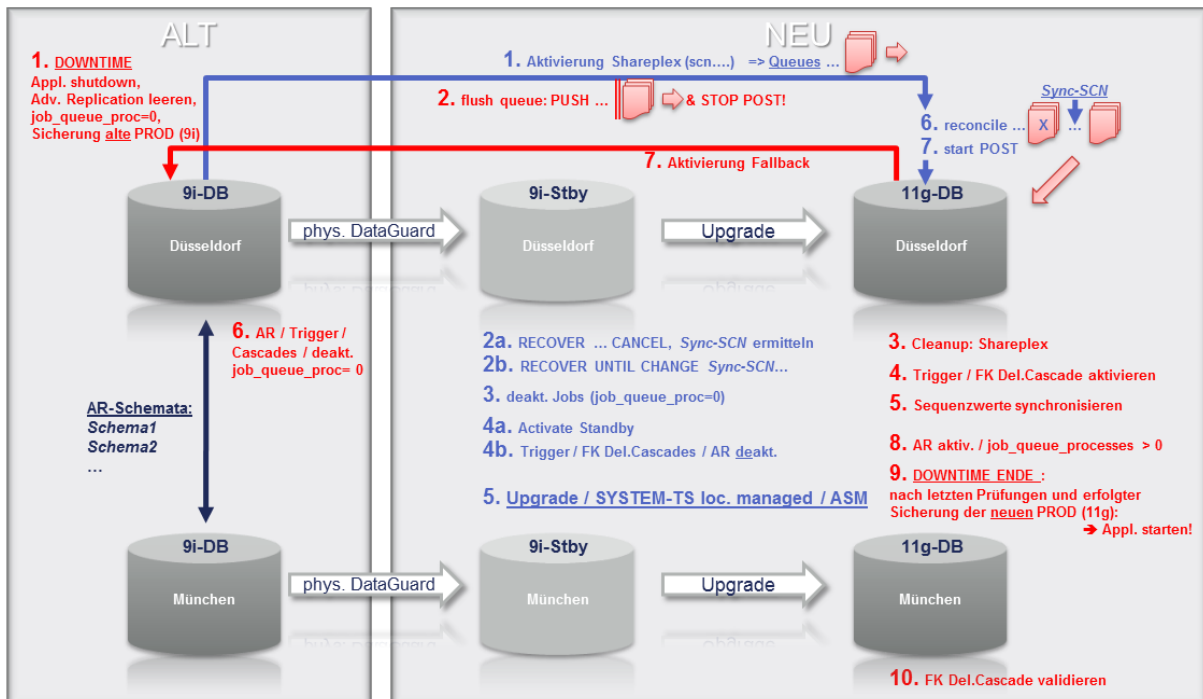 ALT
NEU
1. DOWNTIME
Appl. shutdown,
Adv. Replication leeren,
job_queue_proc=0,
Sicherung alte PROD (9i)
1. Aktivierung Shareplex (scn....) => Queues ...
2. flush queue: PUSH ... & STOP POST!
Sync-SCN
6. reconcile ... X ...
7. start POST
7. Aktivierung Fallback
9i-DB
Düsseldorf
phys. DataGuard
9i-Stby
Düsseldorf
Upgrade
11g-DB
Düsseldorf
6. AR / Trigger /
Cascades / deakt.
job_queue_proc= 0
AR-Schemata:
Schema1
Schema2
...
2a. RECOVER ... CANCEL, Sync-SCN ermitteln
2b. RECOVER UNTIL CHANGE Sync-SCN...
3. deakt. Jobs (job_queue_proc=0)
4a. Activate Standby
4b. Trigger / FK Del.Cascades / AR deakt.
5. Upgrade / SYSTEM-TS loc. managed / ASM
3. Cleanup: Shareplex
4. Trigger / FK Del.Cascade aktivieren
5. Sequenzwerte synchronisieren
8. AR aktiv. / job_queue_processes > 0
9. DOWNTIME ENDE :
nach letzten Prüfungen und erfolgter
Sicherung der neuen PROD (11g):
➔ Appl. starten!
9i-DB
München
phys. DataGuard
9i-Stby
München
Upgrade
11g-DB
München
10. FK Del.Cascade validieren